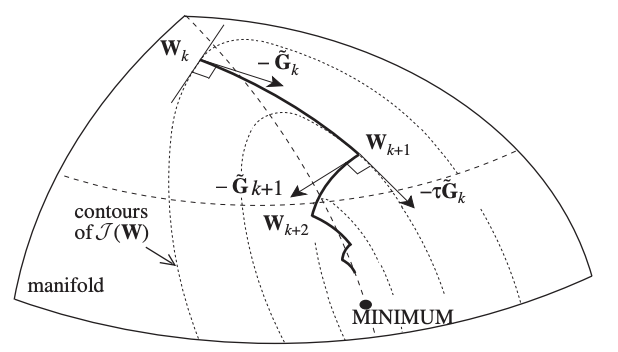 W_k
- G̃_k
W_{k+1}
- G̃ k+1
-τG̃_k
contours
of 𝒥(W)
W_{k+2}
manifold
MINIMUM